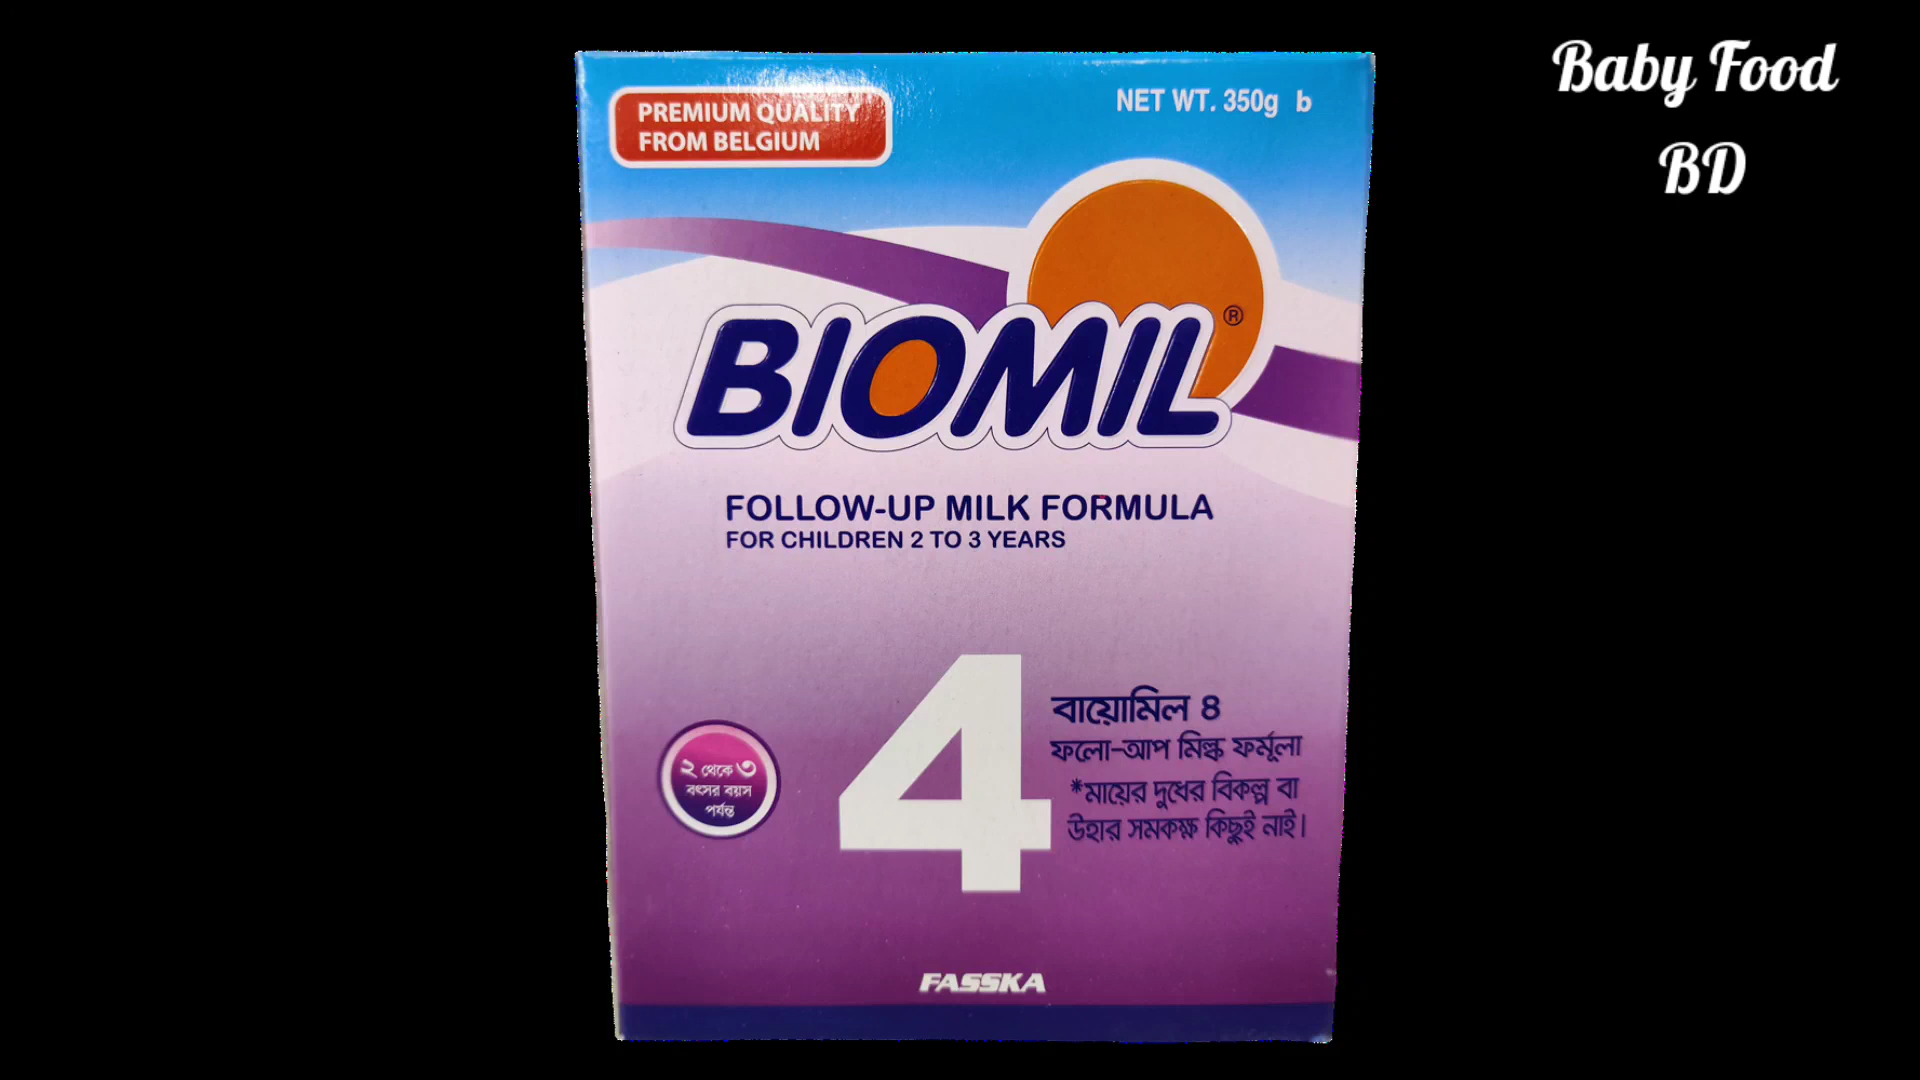 Baby Food
BD
PREMIUM QUALITY
FROM BELGIUM
NET WT. 350g b
BIOMIL®
FOLLOW-UP MILK FORMULA
FOR CHILDREN 2 TO 3 YEARS
4
বায়োমিল ৪
ফলো-আপ মিল্ক ফর্মূলা
*মায়ের দুধের বিকল্প বা
উহার সমকক্ষ কিছুই নাই।
২ থেকে ৩
বৎসর বয়স
পর্যন্ত
FASSKA